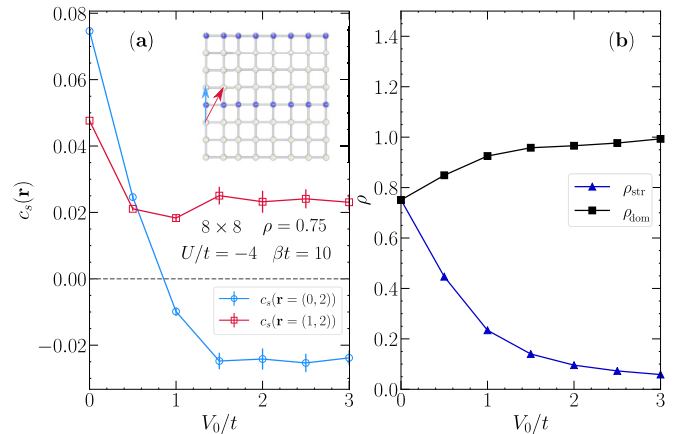 (a)
0.08
0.06
0.04
0.02
0.00
−0.02
c_s(r)
8 × 8 ρ = 0.75
U/t = −4 βt = 10
c_s(r = (0, 2))
c_s(r = (1, 2))
0 1 2 3
V_0/t
(b)
1.4
1.2
1.0
0.8
0.6
0.4
0.2
0.0
ρ
ρ_str
ρ_dom
0 1 2 3
V_0/t